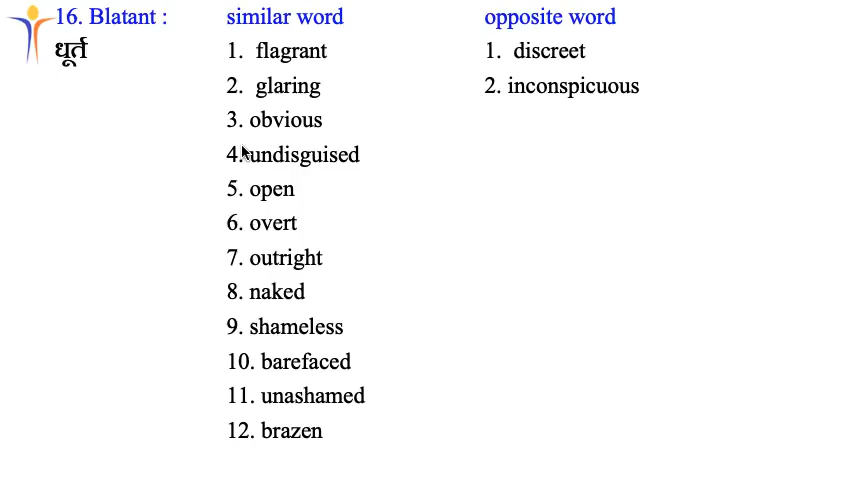 16. Blatant : similar word opposite word
धूर्त 1. flagrant 1. discreet
2. glaring 2. inconspicuous
3. obvious
4. undisguised
5. open
6. overt
7. outright
8. naked
9. shameless
10. barefaced
11. unashamed
12. brazen